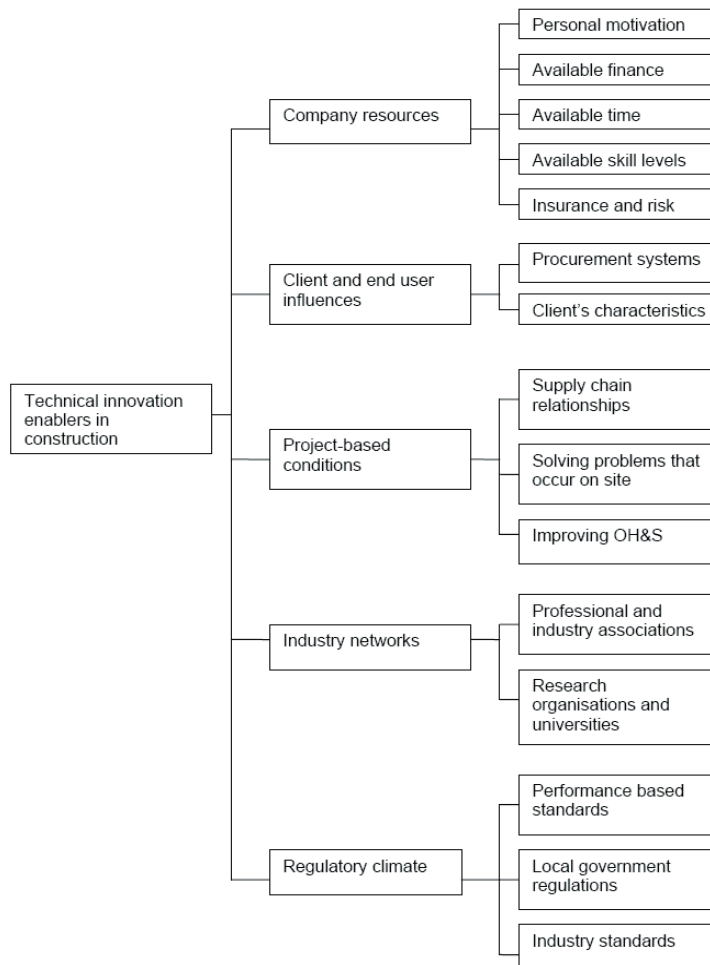 Personal motivation
Available finance
Company resources
Available time
Available skill levels
Insurance and risk
Client and end user
influences
Procurement systems
Client's characteristics
Technical innovation
enablers in
construction
Supply chain
relationships
Project-based
conditions
Solving problems that
occur on site
Improving OH&S
Industry networks
Professional and
industry associations
Research
organisations and
universities
Performance based
standards
Regulatory climate
Local government
regulations
Industry standards